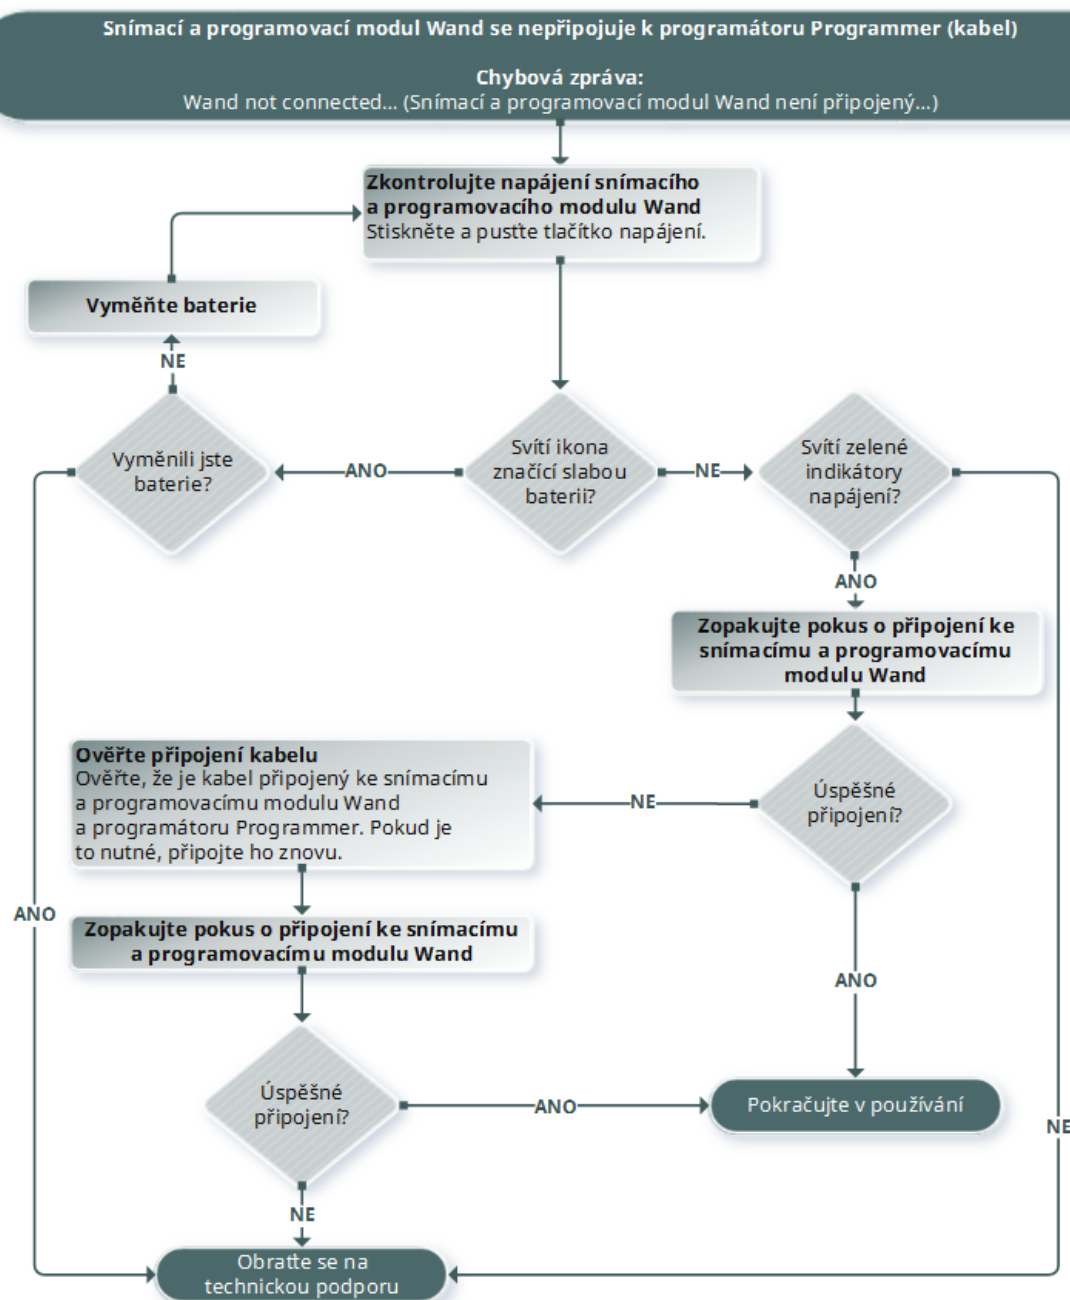 Snímací a programovací modul Wand se nepřipojuje k programátoru Programmer (kabel)
Chybová zpráva:
Wand not connected... (Snímací a programovací modul Wand není připojený...)
Zkontrolujte napájení snímacího
a programovacího modulu Wand
Stiskněte a pusťte tlačítko napájení.
Vyměňte baterie
NE
Vyměnili jste
baterie?
ANO
Svítí ikona
značící slabou
baterii?
NE
Svítí zelené
indikátory
napájení?
ANO
Zopakujte pokus o připojení ke
snímacímu a programovacímu
modulu Wand
Ověřte připojení kabelu
Ověřte, že je kabel připojený ke snímacímu
a programovacímu modulu Wand
a programátoru Programmer. Pokud je
to nutné, připojte ho znovu.
NE
Úspěšné
připojení?
ANO
Zopakujte pokus o připojení ke snímacímu
a programovacímu modulu Wand
ANO
Úspěšné
připojení?
ANO
Pokračujte v používání
NE
NE
Obraťte se na
technickou podporu